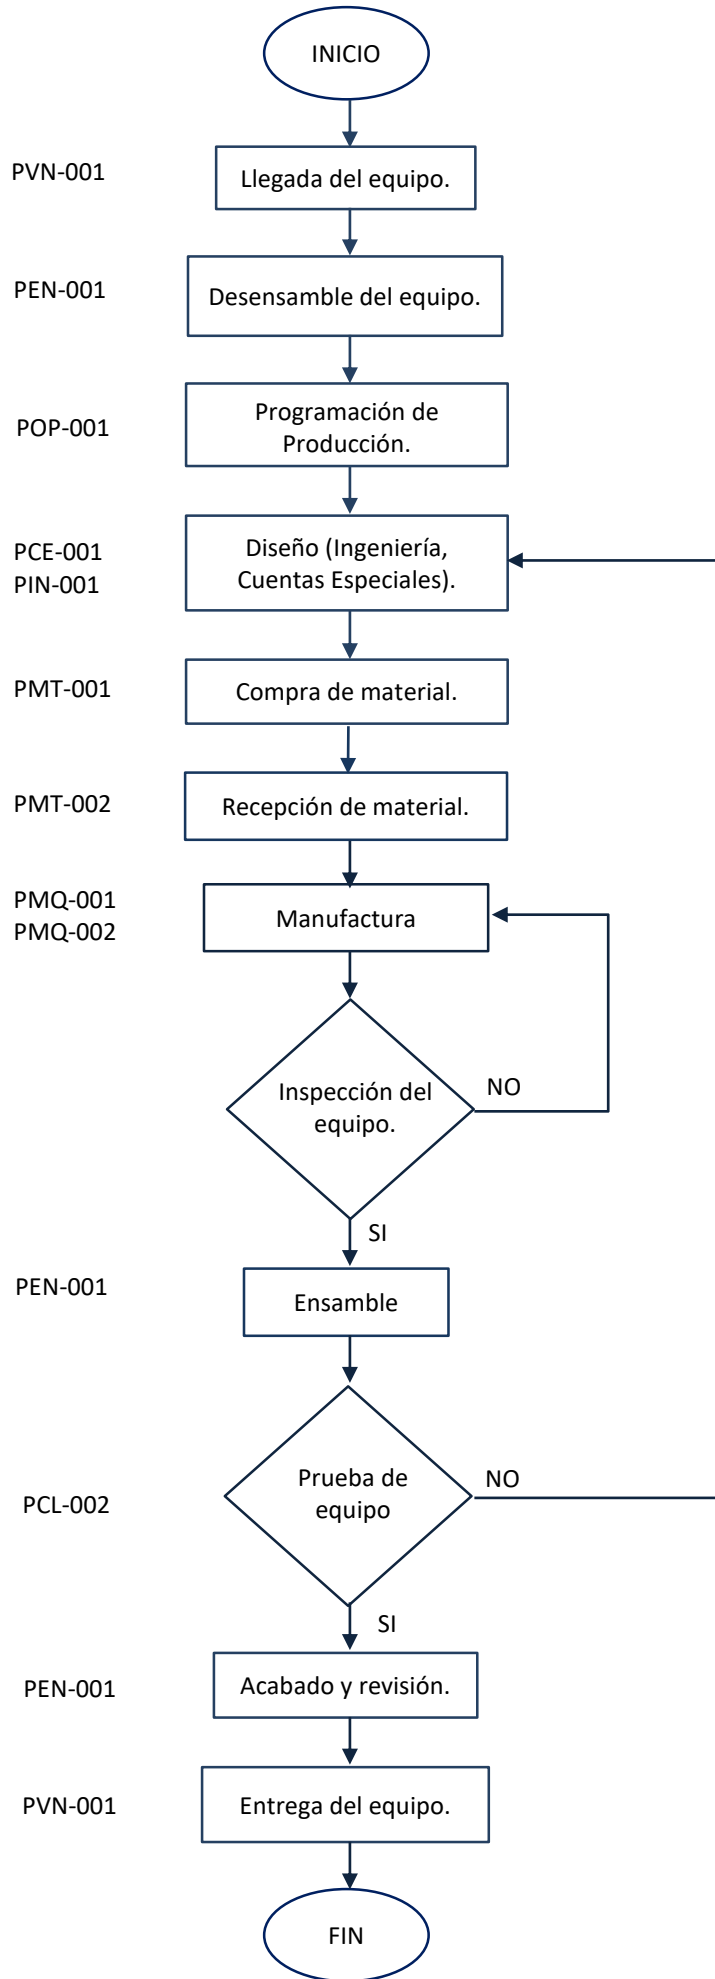 INICIO
PVN-001
Llegada del equipo.
PEN-001
Desensamble del equipo.
POP-001
Programación de
Producción.
PCE-001
PIN-001
Diseño (Ingeniería,
Cuentas Especiales).
PMT-001
Compra de material.
PMT-002
Recepción de material.
PMQ-001
PMQ-002
Manufactura
Inspección del
equipo.
NO
SI
PEN-001
Ensamble
PCL-002
Prueba de
equipo
NO
SI
PEN-001
Acabado y revisión.
PVN-001
Entrega del equipo.
FIN